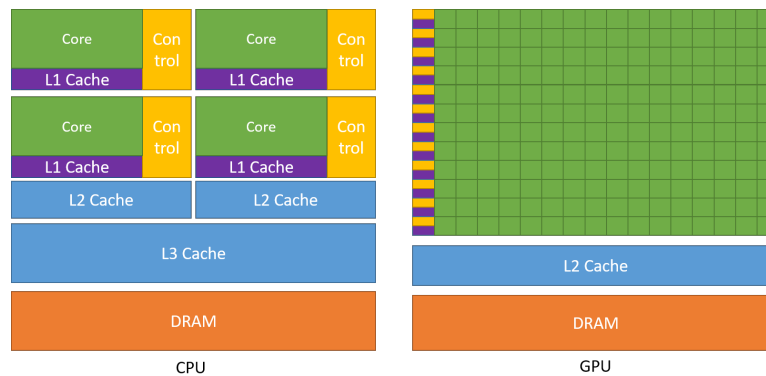 Core
Con
trol
Core
Con
trol
L1 Cache
L1 Cache
Core
Con
trol
Core
Con
trol
L1 Cache
L1 Cache
L2 Cache
L2 Cache
L3 Cache
DRAM
CPU
L2 Cache
DRAM
GPU